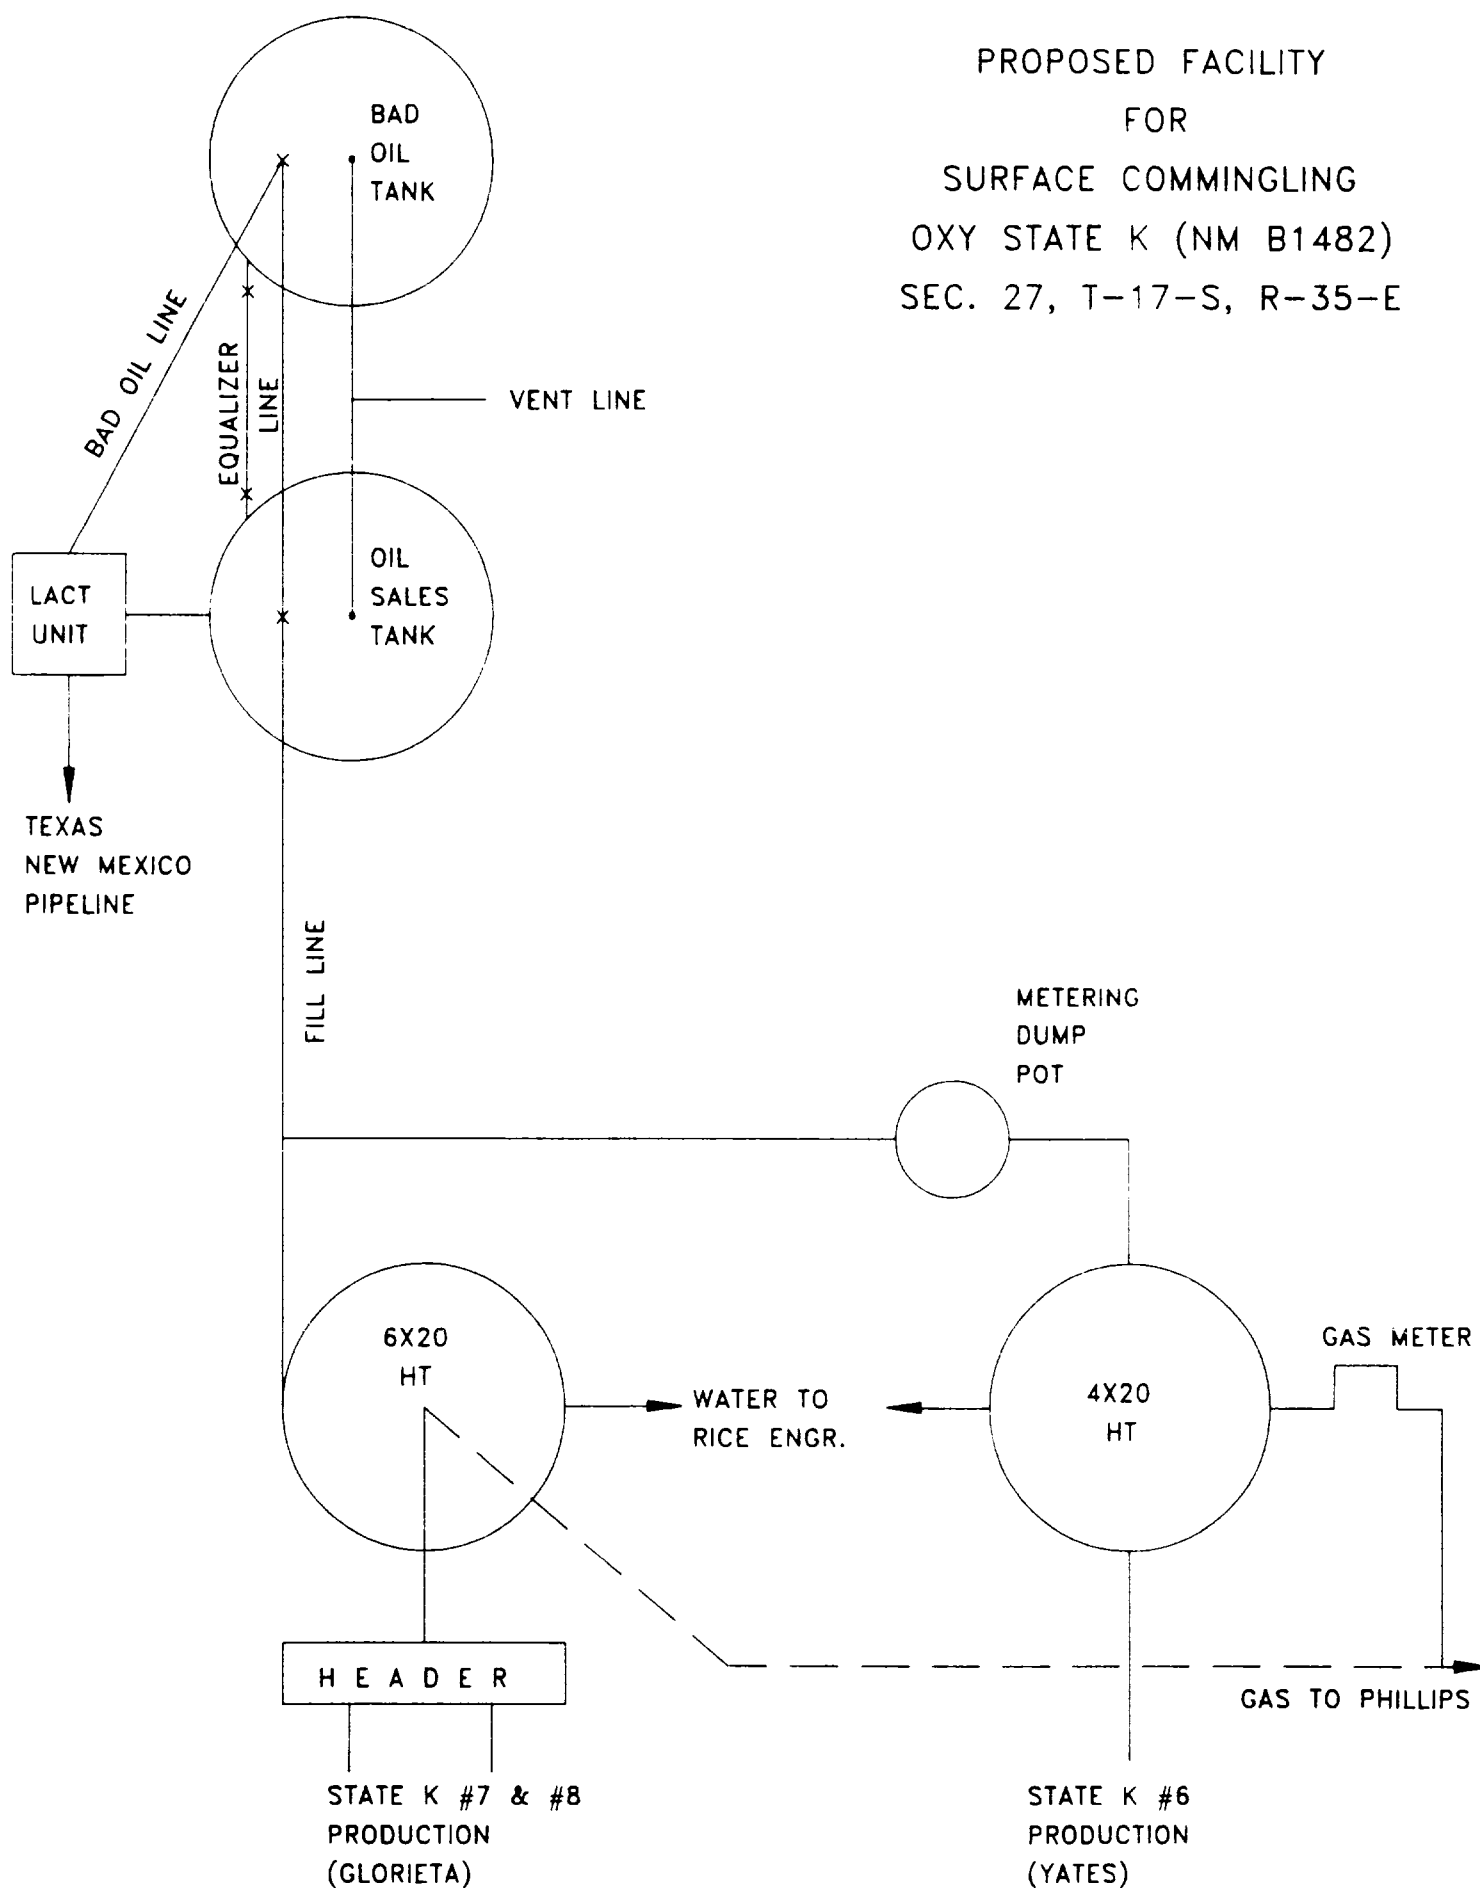 PROPOSED FACILITY
FOR
SURFACE COMMINGLING
OXY STATE K (NM B1482)
SEC. 27, T-17-S, R-35-E
BAD
OIL
TANK
BAD OIL LINE
EQUALIZER
LINE
VENT LINE
OIL
SALES
TANK
LACT
UNIT
TEXAS
NEW MEXICO
PIPELINE
FILL LINE
METERING
DUMP
POT
6X20
HT
WATER TO
RICE ENGR.
4X20
HT
GAS METER
HEADER
GAS TO PHILLIPS
STATE K #7 & #8
PRODUCTION
(GLORIETA)
STATE K #6
PRODUCTION
(YATES)